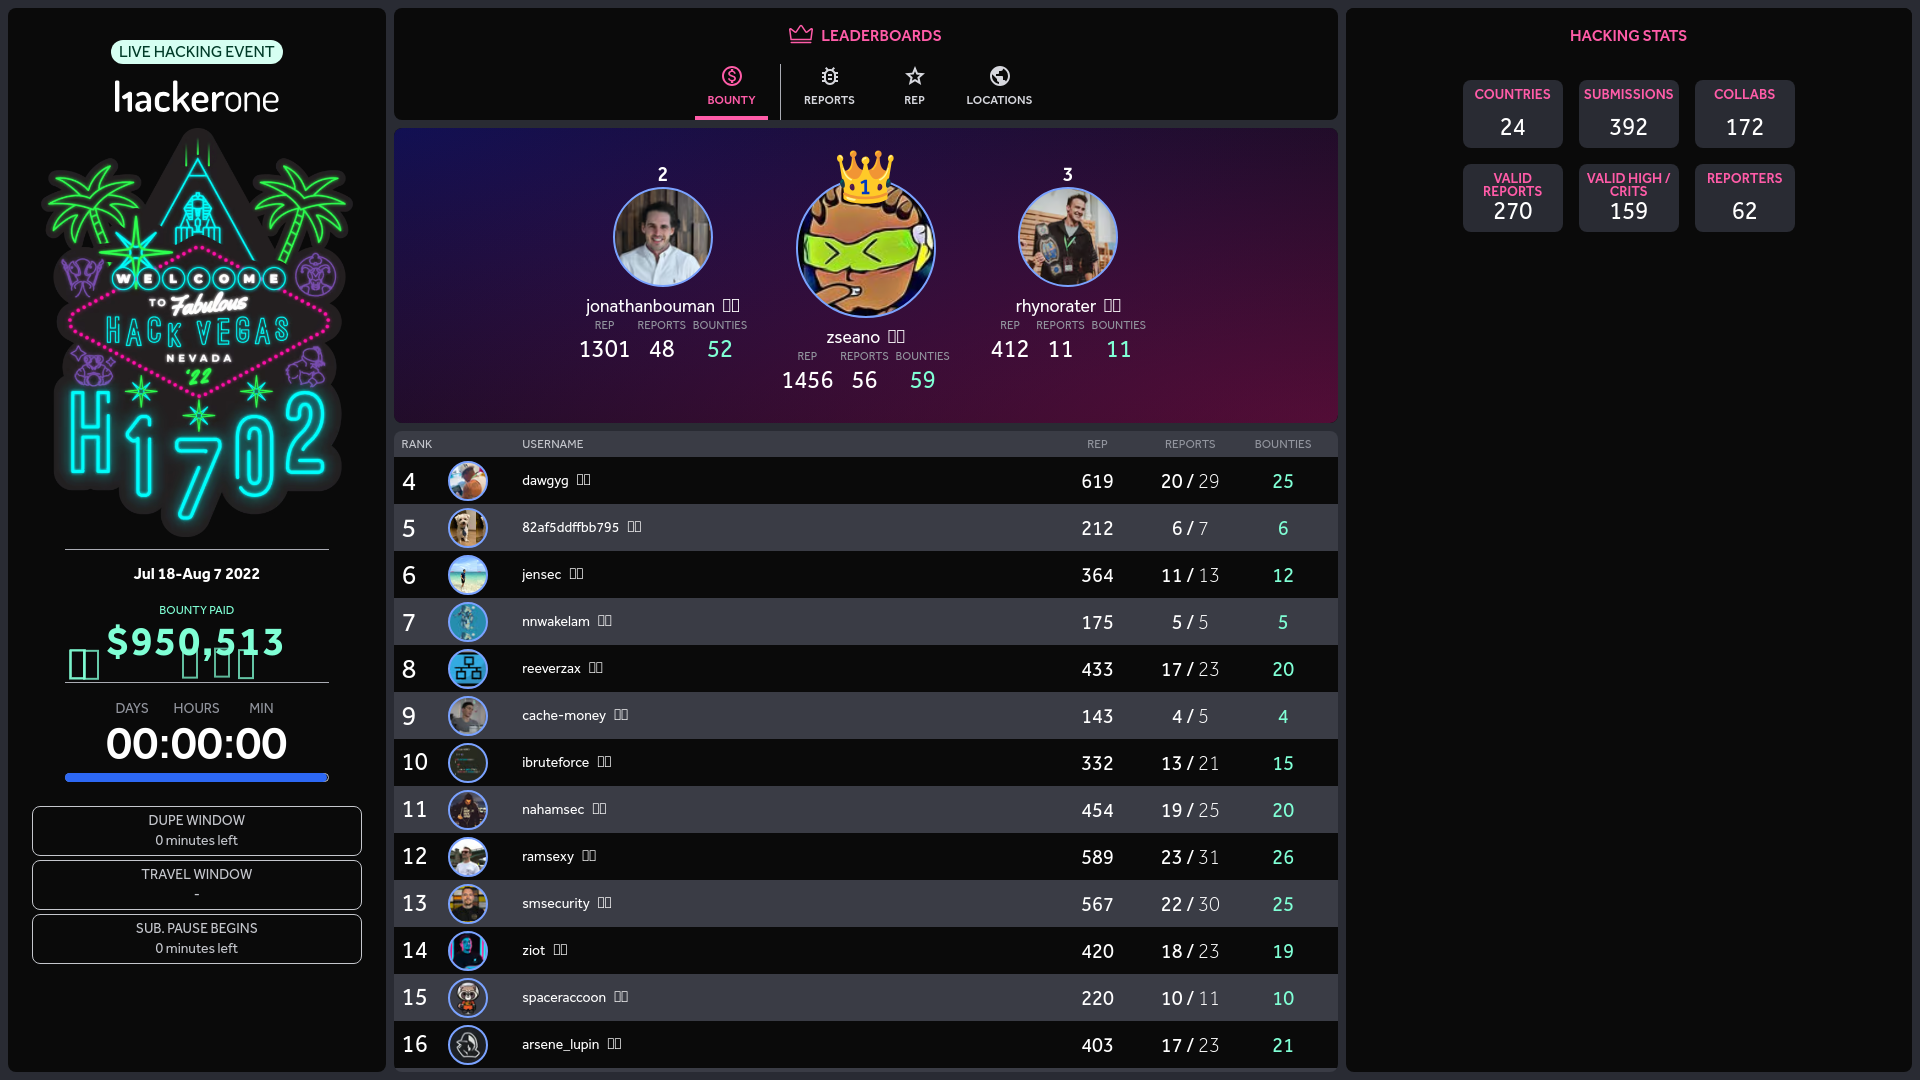 LIVE HACKING EVENT
hackerone
WELCOME
TO Fabulous
HACK VEGAS
NEVADA
'22
H1702
Jul 18-Aug 7 2022
BOUNTY PAID
$950,513
DAYS HOURS MIN
00:00:00
DUPE WINDOW
0 minutes left
TRAVEL WINDOW
-
SUB. PAUSE BEGINS
0 minutes left
LEADERBOARDS
BOUNTY REPORTS REP LOCATIONS
2
jonathanbouman
REP REPORTS BOUNTIES
1301 48 52
1
zseano
REP REPORTS BOUNTIES
1456 56 59
3
rhynorater
REP REPORTS BOUNTIES
412 11 11
RANK USERNAME REP REPORTS BOUNTIES
4 dawgyg 619 20 / 29 25
5 82af5ddffbb795 212 6 / 7 6
6 jensec 364 11 / 13 12
7 nnwakelam 175 5 / 5 5
8 reeverzax 433 17 / 23 20
9 cache-money 143 4 / 5 4
10 ibruteforce 332 13 / 21 15
11 nahamsec 454 19 / 25 20
12 ramsexy 589 23 / 31 26
13 smsecurity 567 22 / 30 25
14 ziot 420 18 / 23 19
15 spaceraccoon 220 10 / 11 10
16 arsene_lupin 403 17 / 23 21
HACKING STATS
COUNTRIES SUBMISSIONS COLLABS
24 392 172
VALID REPORTS VALID HIGH / CRITS REPORTERS
270 159 62